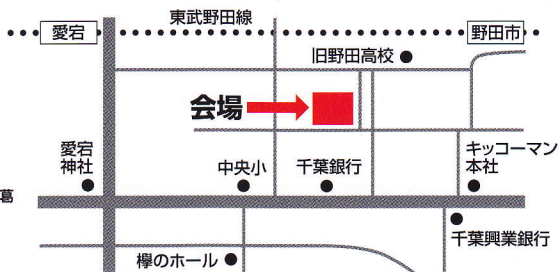 東武野田線
愛宕
野田市
旧野田高校
会場
愛宕
神社
中央小
千葉銀行
キッコーマン
本社
葛
千葉興業銀行
欅のホール